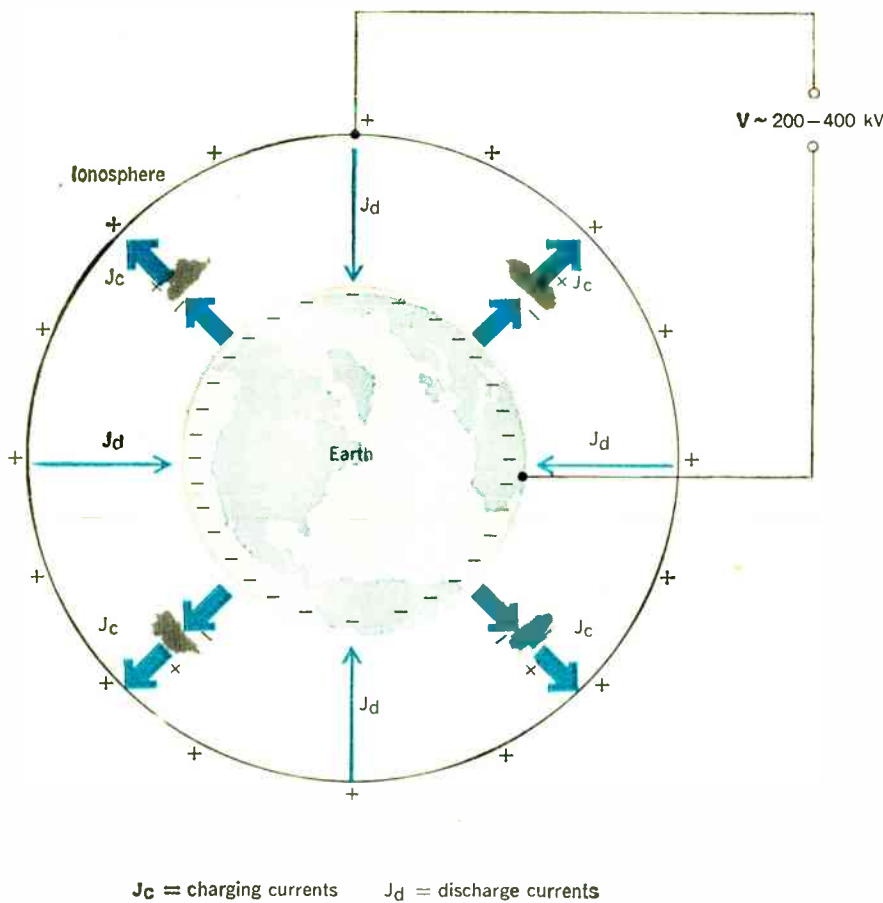 V ~ 200–400 kV
Ionosphere
Jd
Jc
Jc
Jd
Earth
Jd
Jc
Jc
Jd
Jc = charging currents Jd = discharge currents